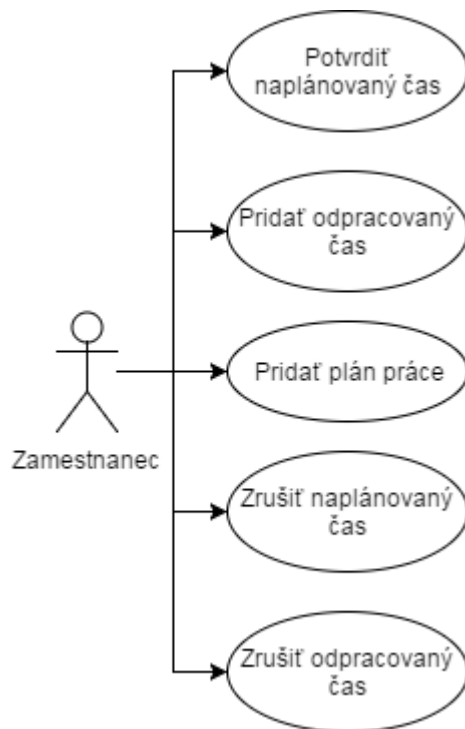 Potvrdiť
naplánovaný čas
Pridať odpracovaný
čas
Pridať plán práce
Zamestnanec
Zrušiť naplánovaný
čas
Zrušiť odpracovaný
čas